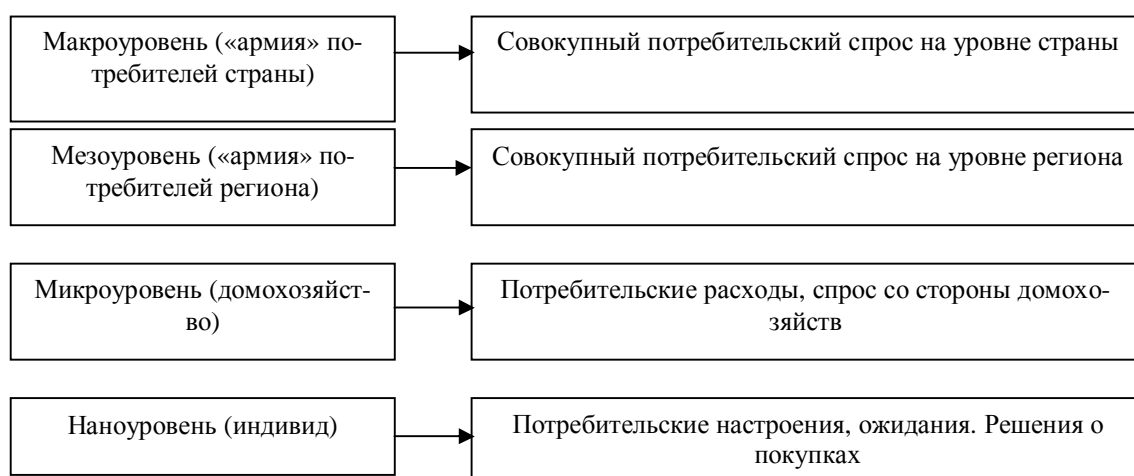 Макроуровень («армия» по-
требителей страны)
Совокупный потребительский спрос на уровне страны
Мезоуровень («армия» по-
требителей региона)
Совокупный потребительский спрос на уровне региона
Микроуровень (домохозяйст-
во)
Потребительские расходы, спрос со стороны домохо-
зяйств
Наноуровень (индивид)
Потребительские настроения, ожидания. Решения о
покупках